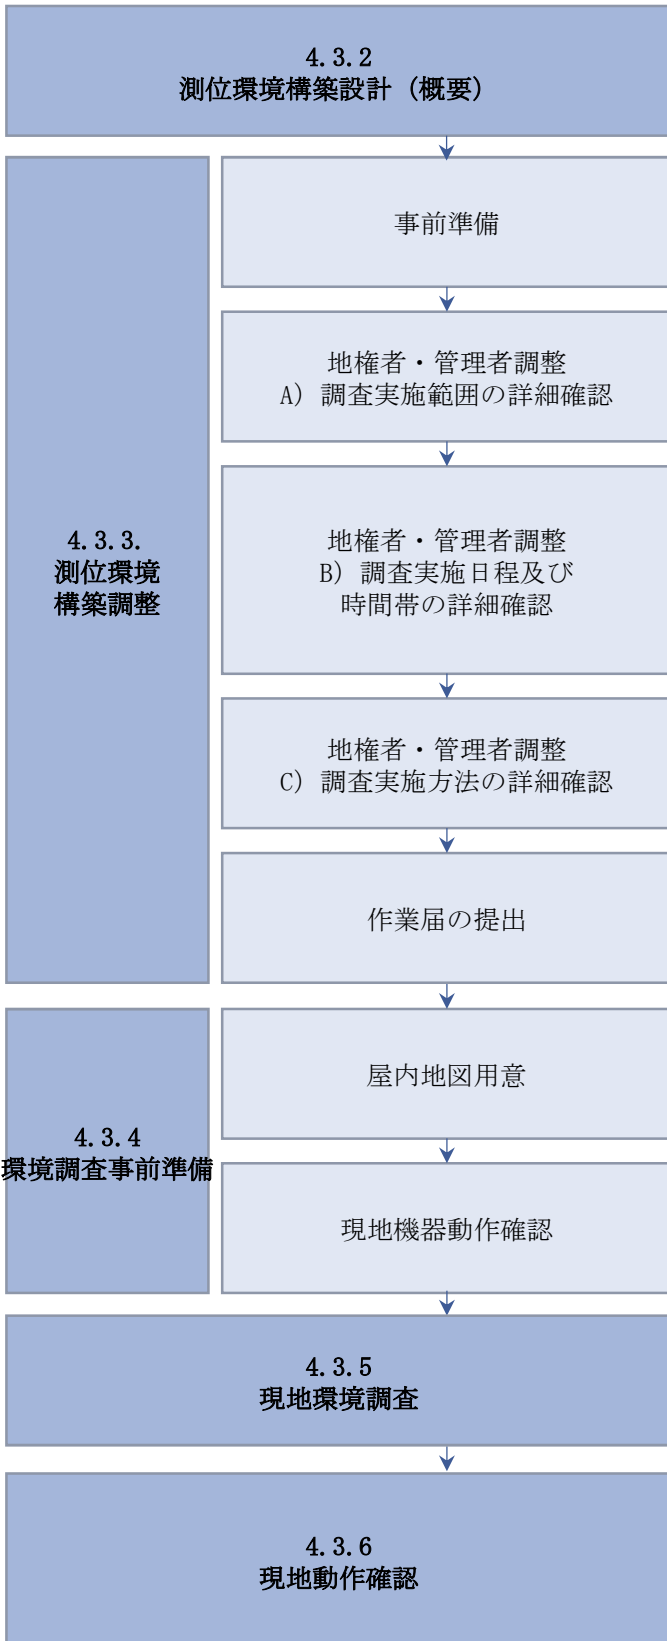 4.3.2
測位環境構築設計（概要）
事前準備
地権者・管理者調整
A）調査実施範囲の詳細確認
4.3.3.
測位環境
構築調整
地権者・管理者調整
B）調査実施日程及び
時間帯の詳細確認
地権者・管理者調整
C）調査実施方法の詳細確認
作業届の提出
4.3.4
環境調査事前準備
屋内地図用意
現地機器動作確認
4.3.5
現地環境調査
4.3.6
現地動作確認